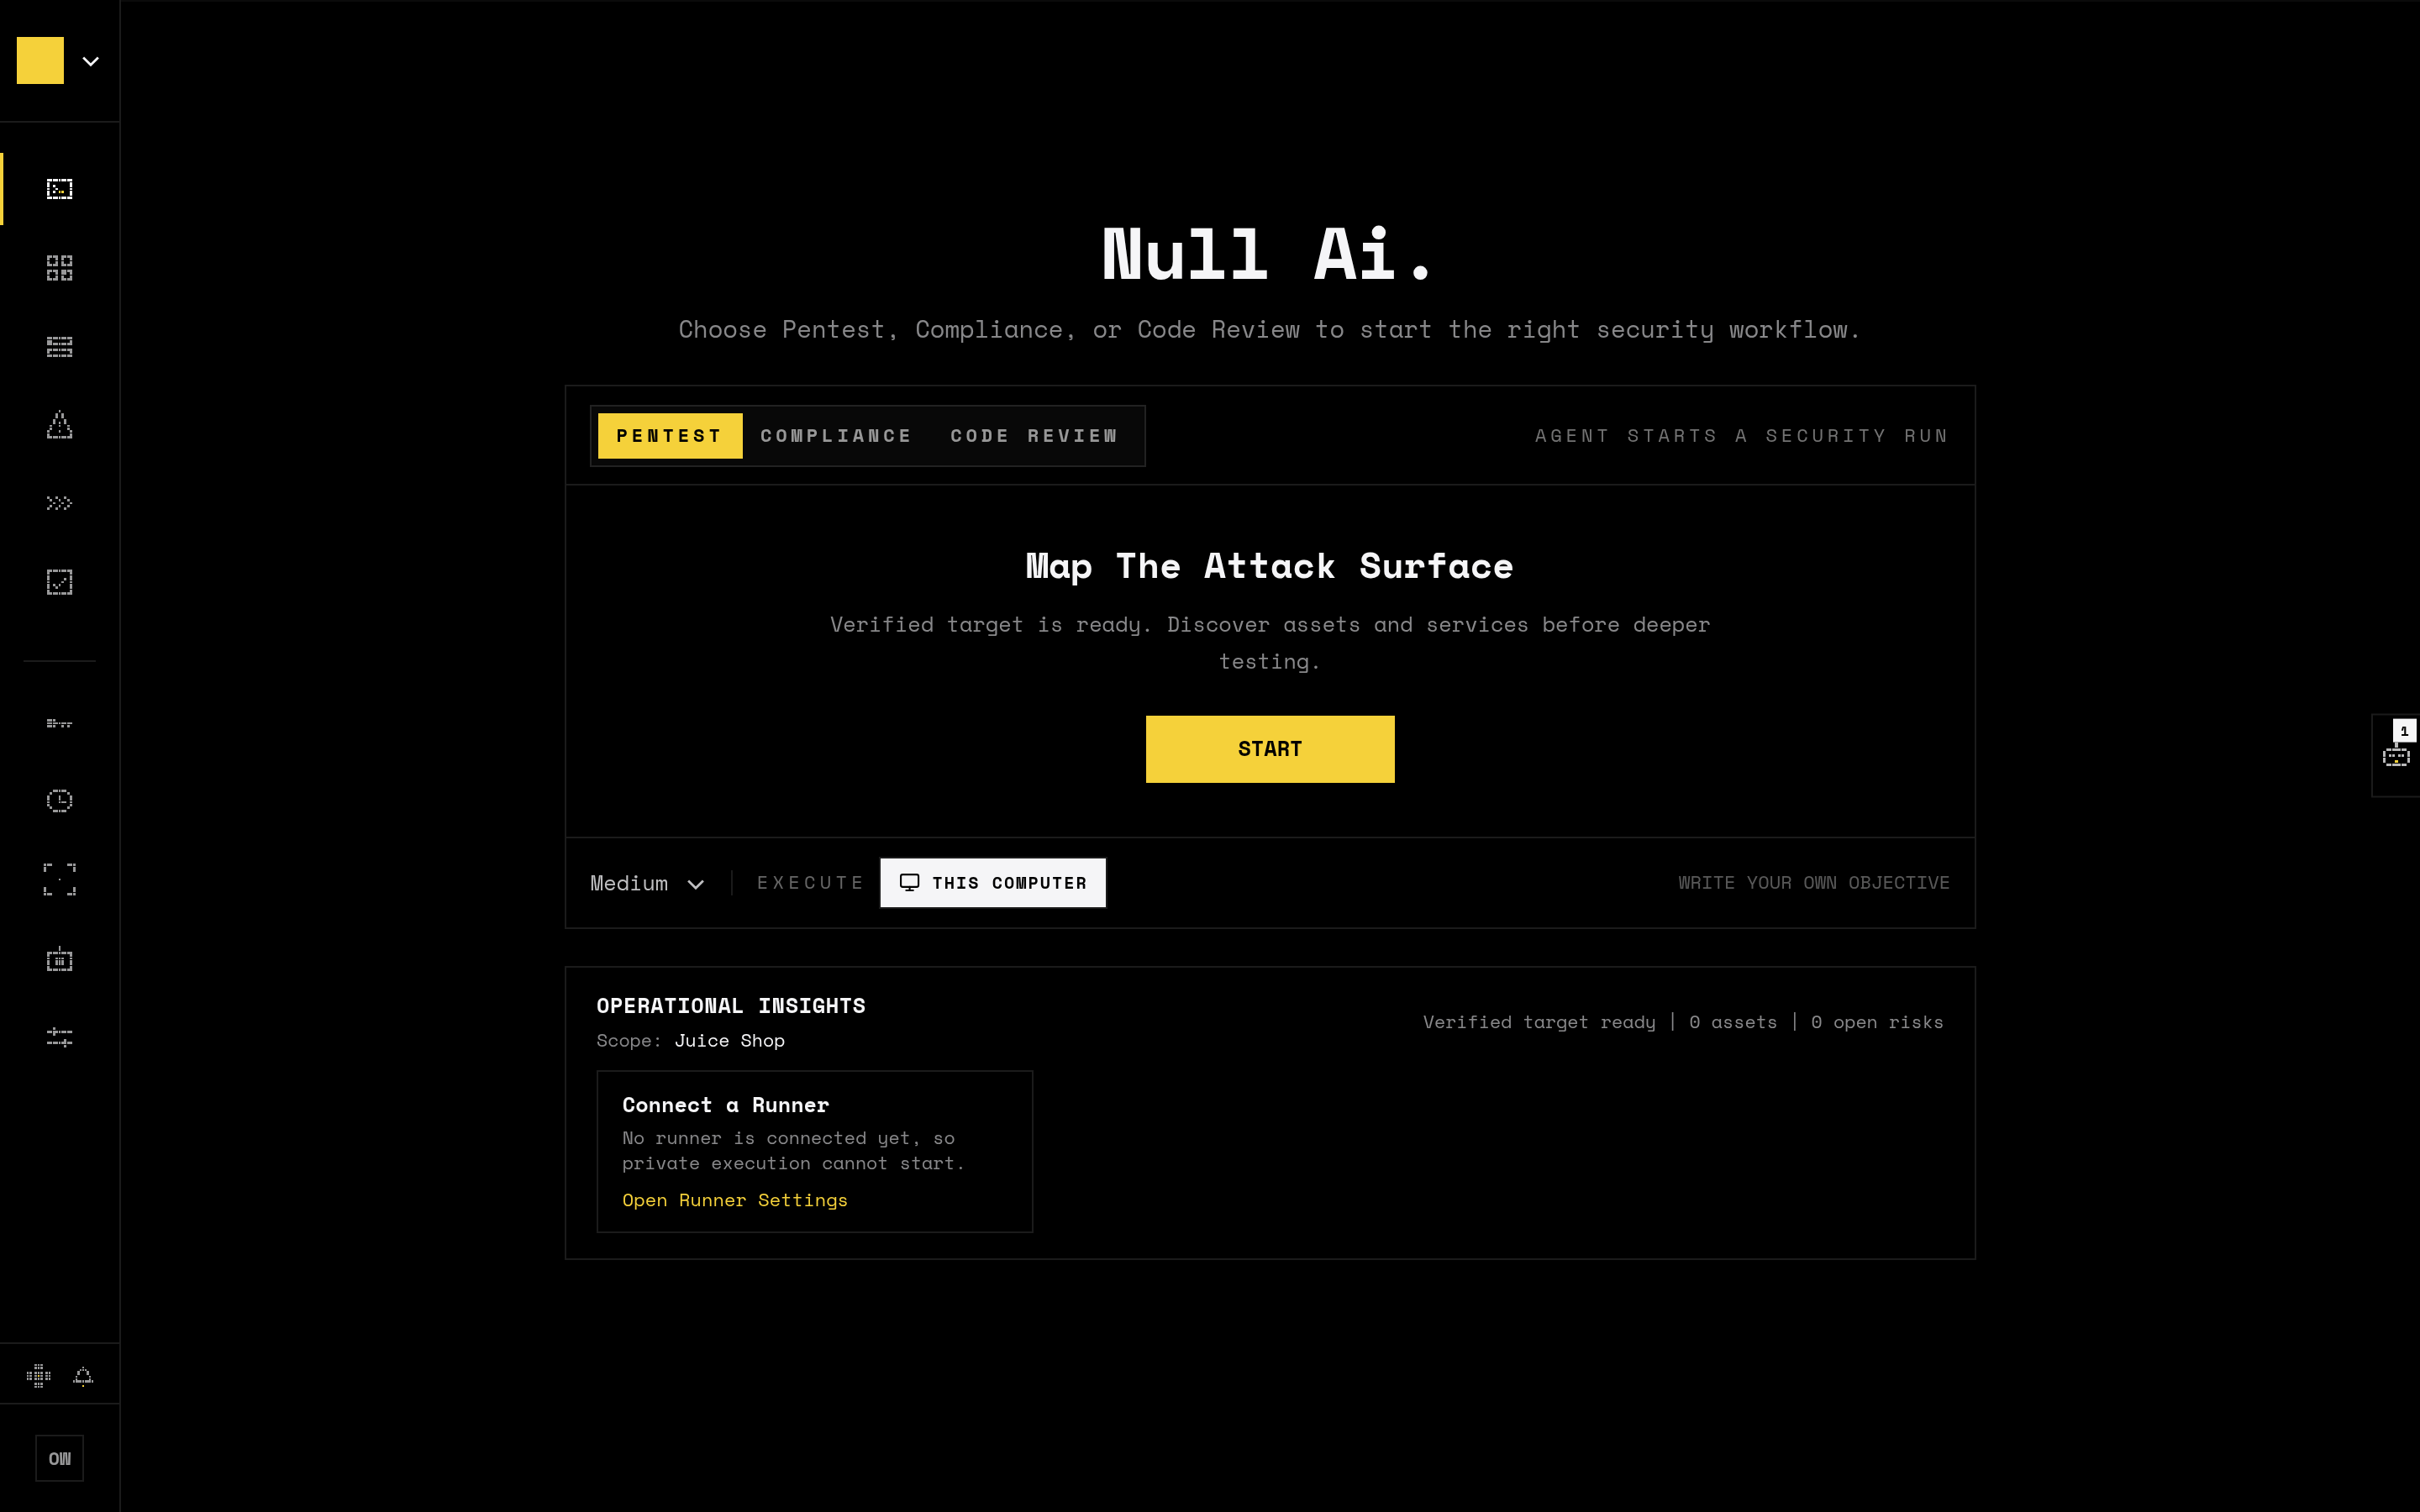 Null Ai.
Choose Pentest, Compliance, or Code Review to start the right security workflow.
PENTEST COMPLIANCE CODE REVIEW AGENT STARTS A SECURITY RUN
Map The Attack Surface
Verified target is ready. Discover assets and services before deeper
testing.
START
1
Medium EXECUTE THIS COMPUTER WRITE YOUR OWN OBJECTIVE
OPERATIONAL INSIGHTS
Verified target ready | 0 assets | 0 open risks
Scope: Juice Shop
Connect a Runner
No runner is connected yet, so
private execution cannot start.
Open Runner Settings
OW